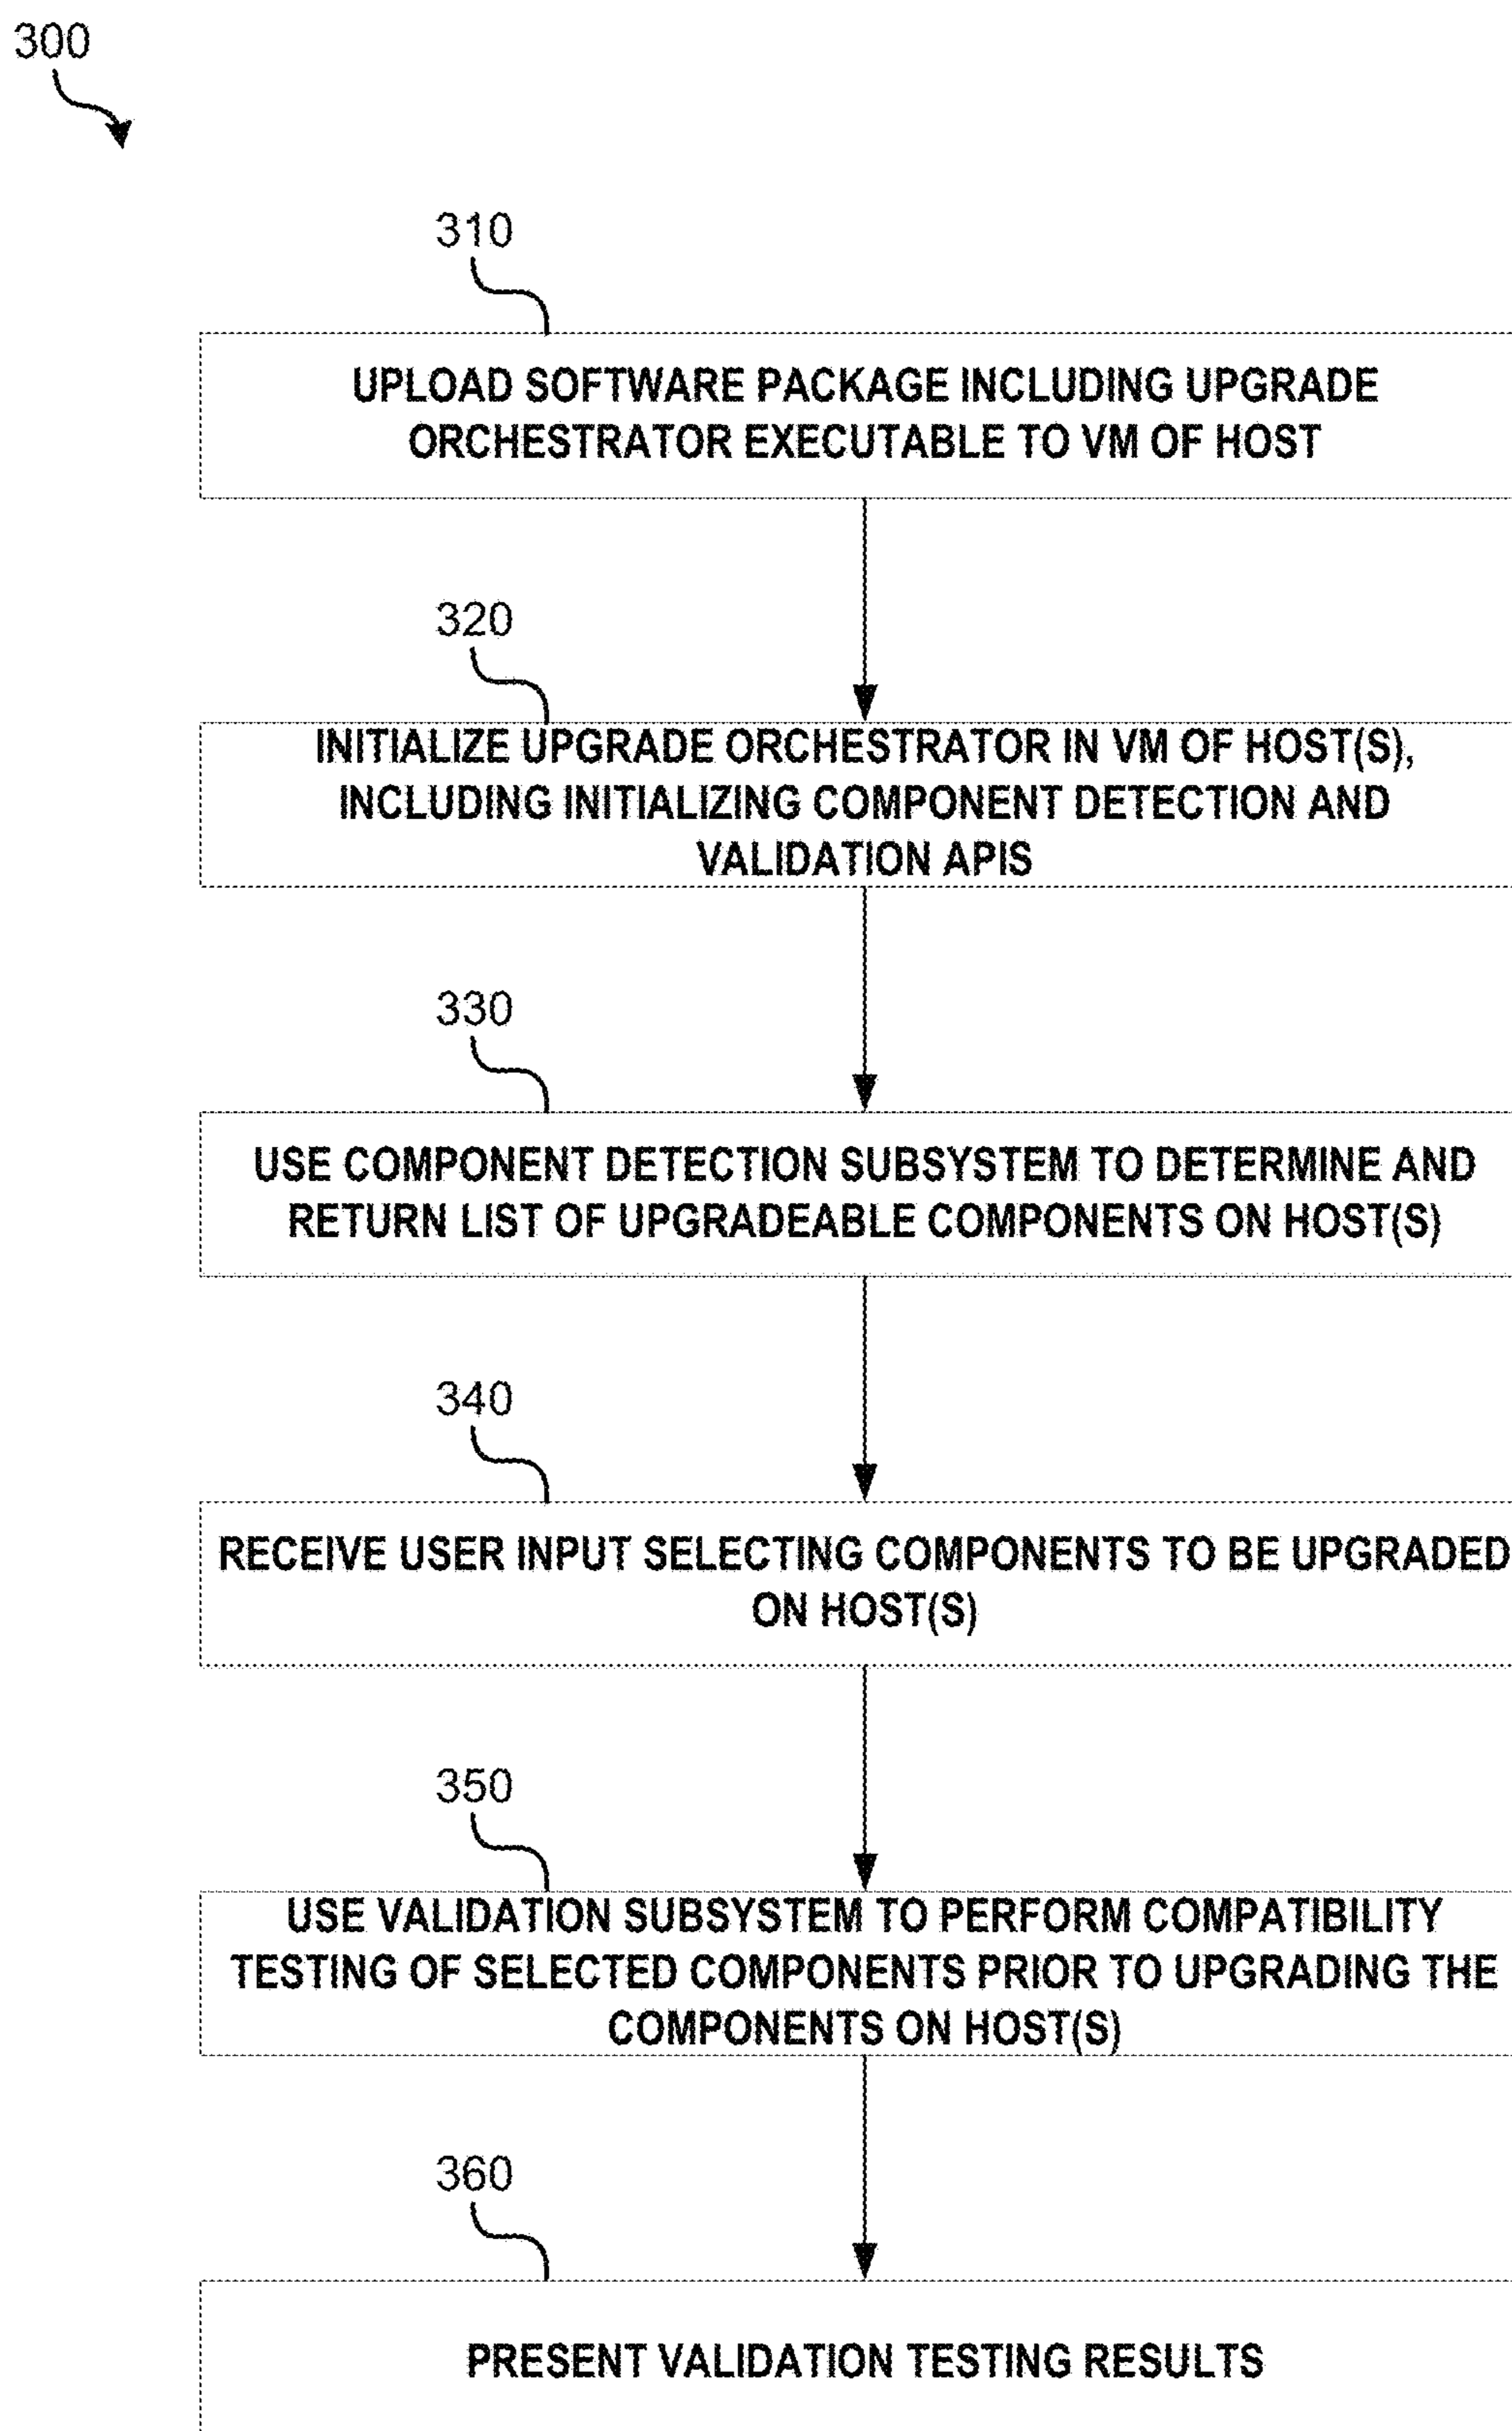 300
310
UPLOAD SOFTWARE PACKAGE INCLUDING UPGRADE
ORCHESTRATOR EXECUTABLE TO VM OF HOST
320
INITIALIZE UPGRADE ORCHESTRATOR IN VM OF HOST(S),
INCLUDING INITIALIZING COMPONENT DETECTION AND
VALIDATION APIS
330
USE COMPONENT DETECTION SUBSYSTEM TO DETERMINE AND
RETURN LIST OF UPGRADEABLE COMPONENTS ON HOST(S)
340
RECEIVE USER INPUT SELECTING COMPONENTS TO BE UPGRADED
ON HOST(S)
350
USE VALIDATION SUBSYSTEM TO PERFORM COMPATIBILITY
TESTING OF SELECTED COMPONENTS PRIOR TO UPGRADING THE
COMPONENTS ON HOST(S)
360
PRESENT VALIDATION TESTING RESULTS